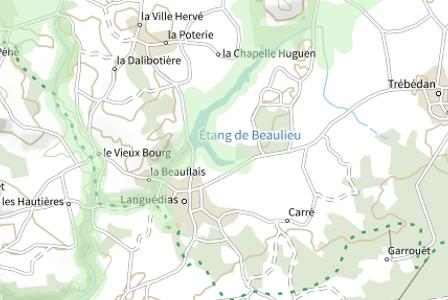 la Ville Hervé
la Poterie
la Chapelle Huguen
la Dalibotière
Trébédan
Étang de Beaulieu
le Vieux Bourg
la Beaullais
les Hautières
Languédias
Carré
Garrouët